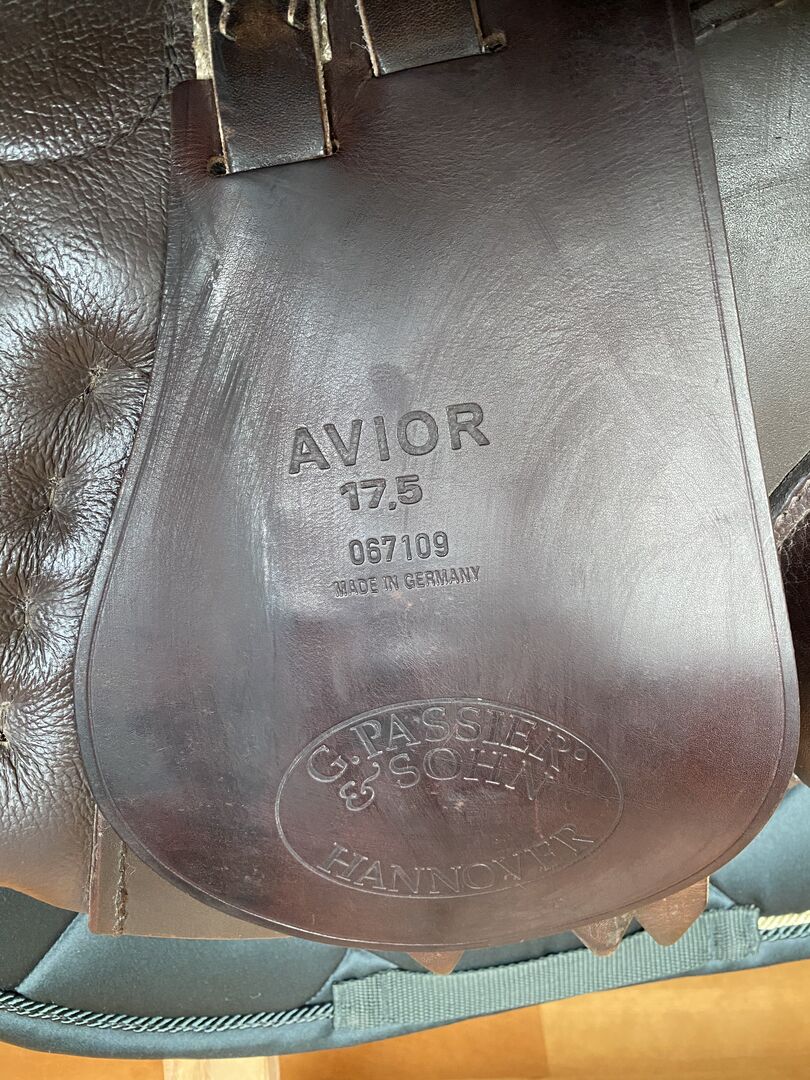 AVIOR
17,5
067109
MADE IN GERMANY
G. PASSIER
& SOHN
HANNOVER